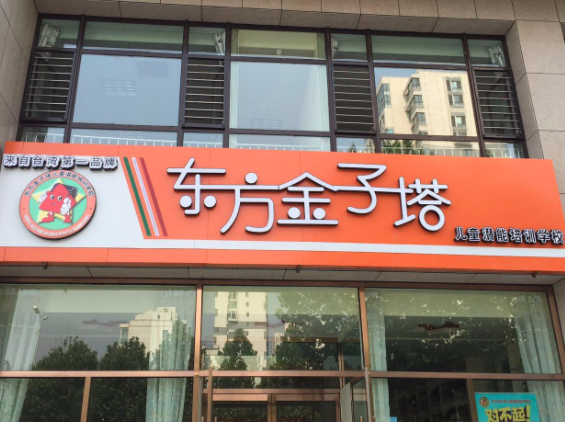 来自台湾第一品牌
东方金子塔
儿童潜能培训学校
对不起!